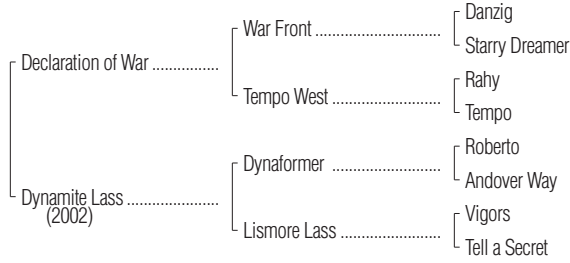 Danzig
War Front ..............................
Starry Dreamer
Declaration of War ................
Rahy
Tempo West ..........................
Tempo
Roberto
Dynaformer ..........................
Andover Way
Dynamite Lass ......................
(2002)
Vigors
Lismore Lass ........................
Tell a Secret